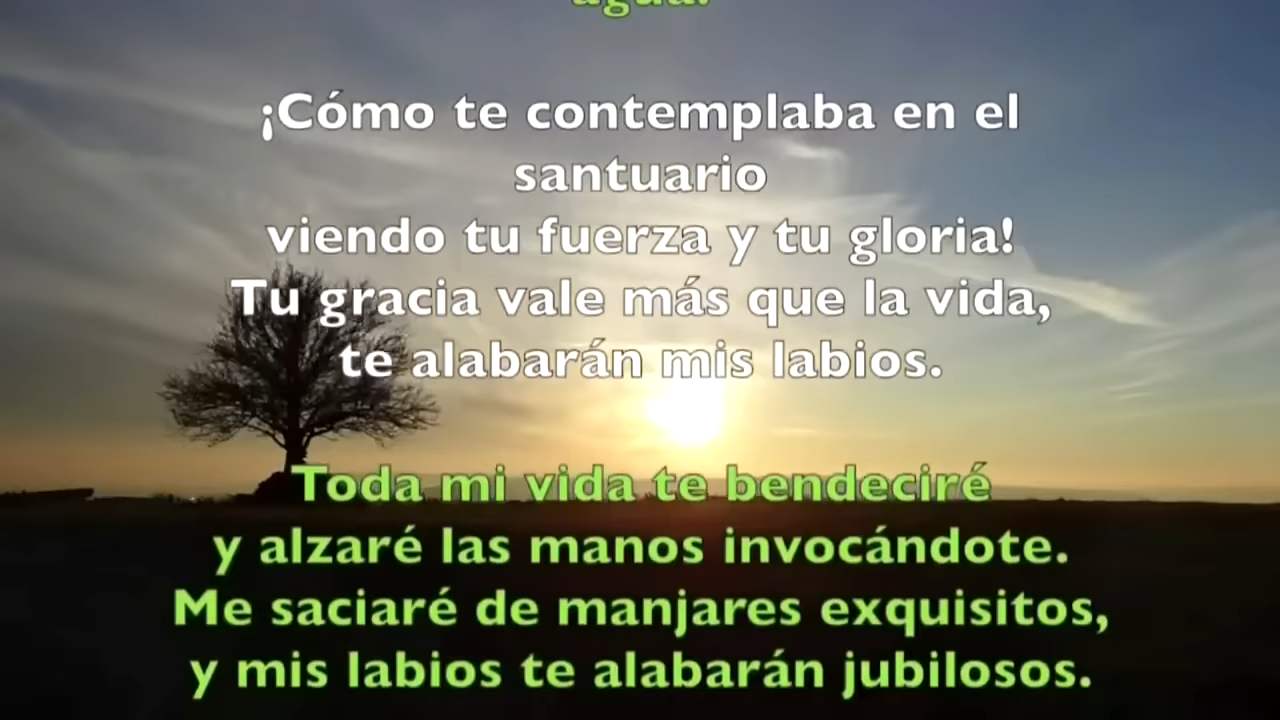 agua.
¡Cómo te contemplaba en el
santuario
viendo tu fuerza y tu gloria!
Tu gracia vale más que la vida,
te alabarán mis labios.
Toda mi vida te bendeciré
y alzaré las manos invocándote.
Me saciaré de manjares exquisitos,
y mis labios te alabarán jubilosos.